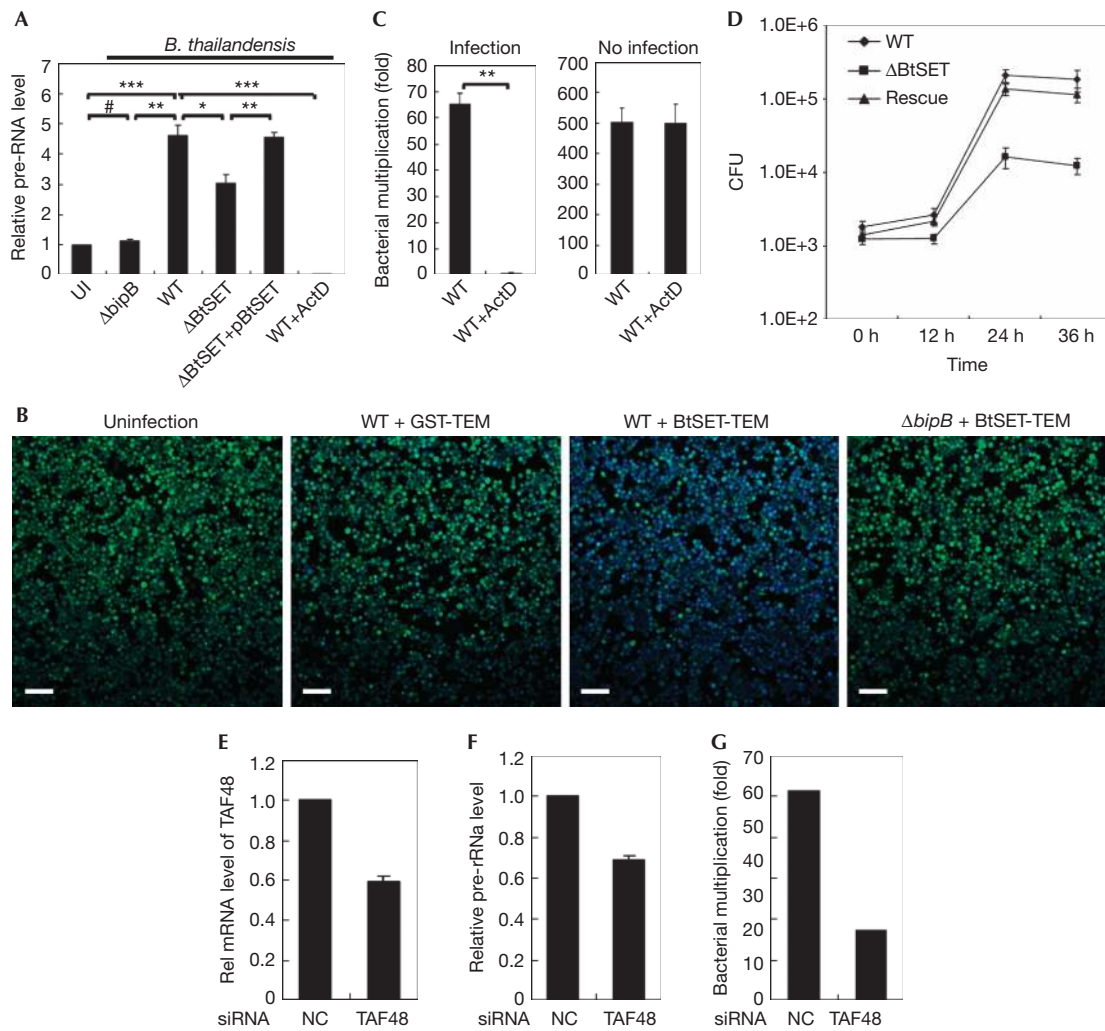 A
B. thailandensis
Relative pre-RNA level
7
6
5
4
3
2
1
0
***
***
#
**
*
**
UI
ΔbipB
WT
ΔBtSET
ΔBtSET+pBtSET
WT+ActD
C
Infection
No infection
Bacterial multiplication (fold)
80
70
60
50
40
30
20
10
0
**
WT
WT+ActD
700
600
500
400
300
200
100
0
WT
WT+ActD
D
CFU
1.0E+6
1.0E+5
1.0E+4
1.0E+3
1.0E+2
WT
ΔBtSET
Rescue
0 h
12 h
24 h
36 h
Time
B
Uninfection
WT + GST-TEM
WT + BtSET-TEM
ΔbipB + BtSET-TEM
E
Rel mRNA level of TAF48
1.2
1.0
0.8
0.6
0.4
0.2
0
siRNA NC TAF48
F
Relative pre-rRNa level
1.2
1.0
0.8
0.6
0.4
0.2
0
siRNA NC TAF48
G
Bacterial multiplication (fold)
70
60
50
40
30
20
10
0
siRNA NC TAF48